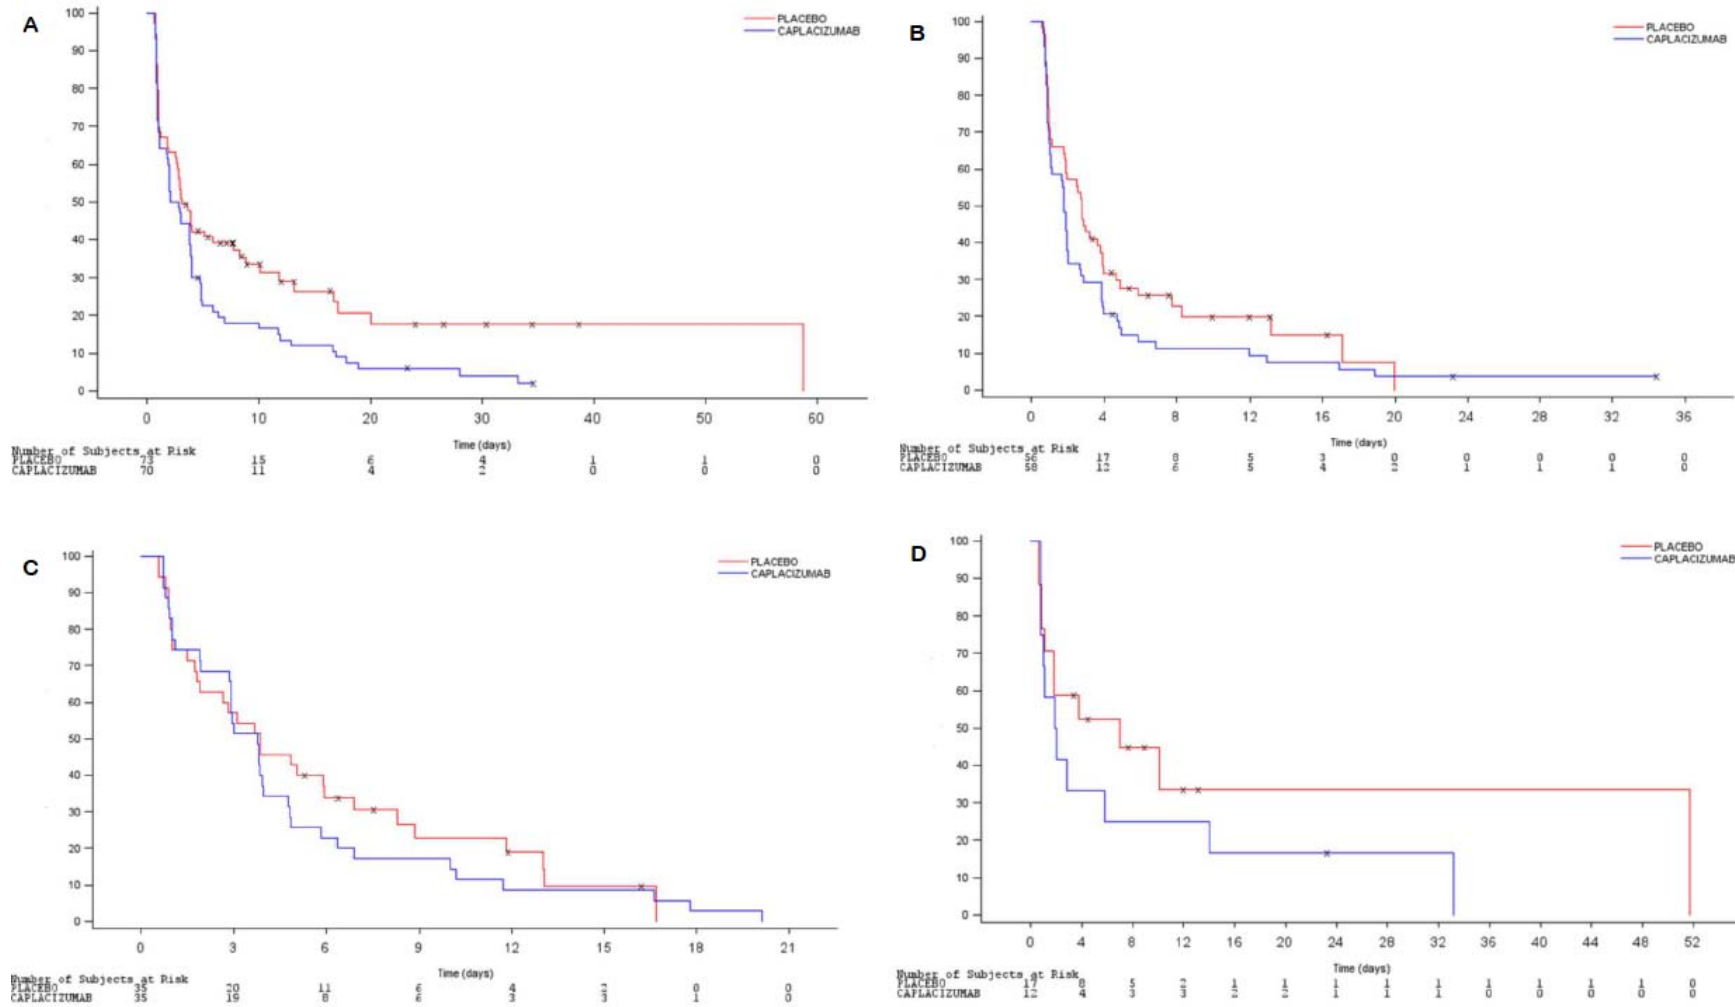 A
PLACEBO
CAPLACIZUMAB
100
90
80
70
60
50
40
30
20
10
0
0 10 20 30 40 50 60
Time (days)
Number of Subjects at Risk
PLACEBO 73 15 6 4 1 1 0
CAPLACIZUMAB 70 11 4 2 0 0 0
B
PLACEBO
CAPLACIZUMAB
100
90
80
70
60
50
40
30
20
10
0
0 4 8 12 16 20 24 28 32 36
Time (days)
Number of Subjects at Risk
PLACEBO 56 17 8 5 3 0 0 0 0 0
CAPLACIZUMAB 58 12 6 5 4 2 1 1 1 0
C
PLACEBO
CAPLACIZUMAB
100
90
80
70
60
50
40
30
20
10
0
0 3 6 9 12 15 18 21
Time (days)
Number of Subjects at Risk
PLACEBO 35 20 11 6 4 2 0 0
CAPLACIZUMAB 35 19 8 6 3 3 1 0
D
PLACEBO
CAPLACIZUMAB
100
90
80
70
60
50
40
30
20
10
0
0 4 8 12 16 20 24 28 32 36 40 44 48 52
Time (days)
Number of Subjects at Risk
PLACEBO 17 8 5 2 1 1 1 1 1 1 1 1 1 0
CAPLACIZUMAB 12 4 3 3 2 2 1 1 1 0 0 0 0 0